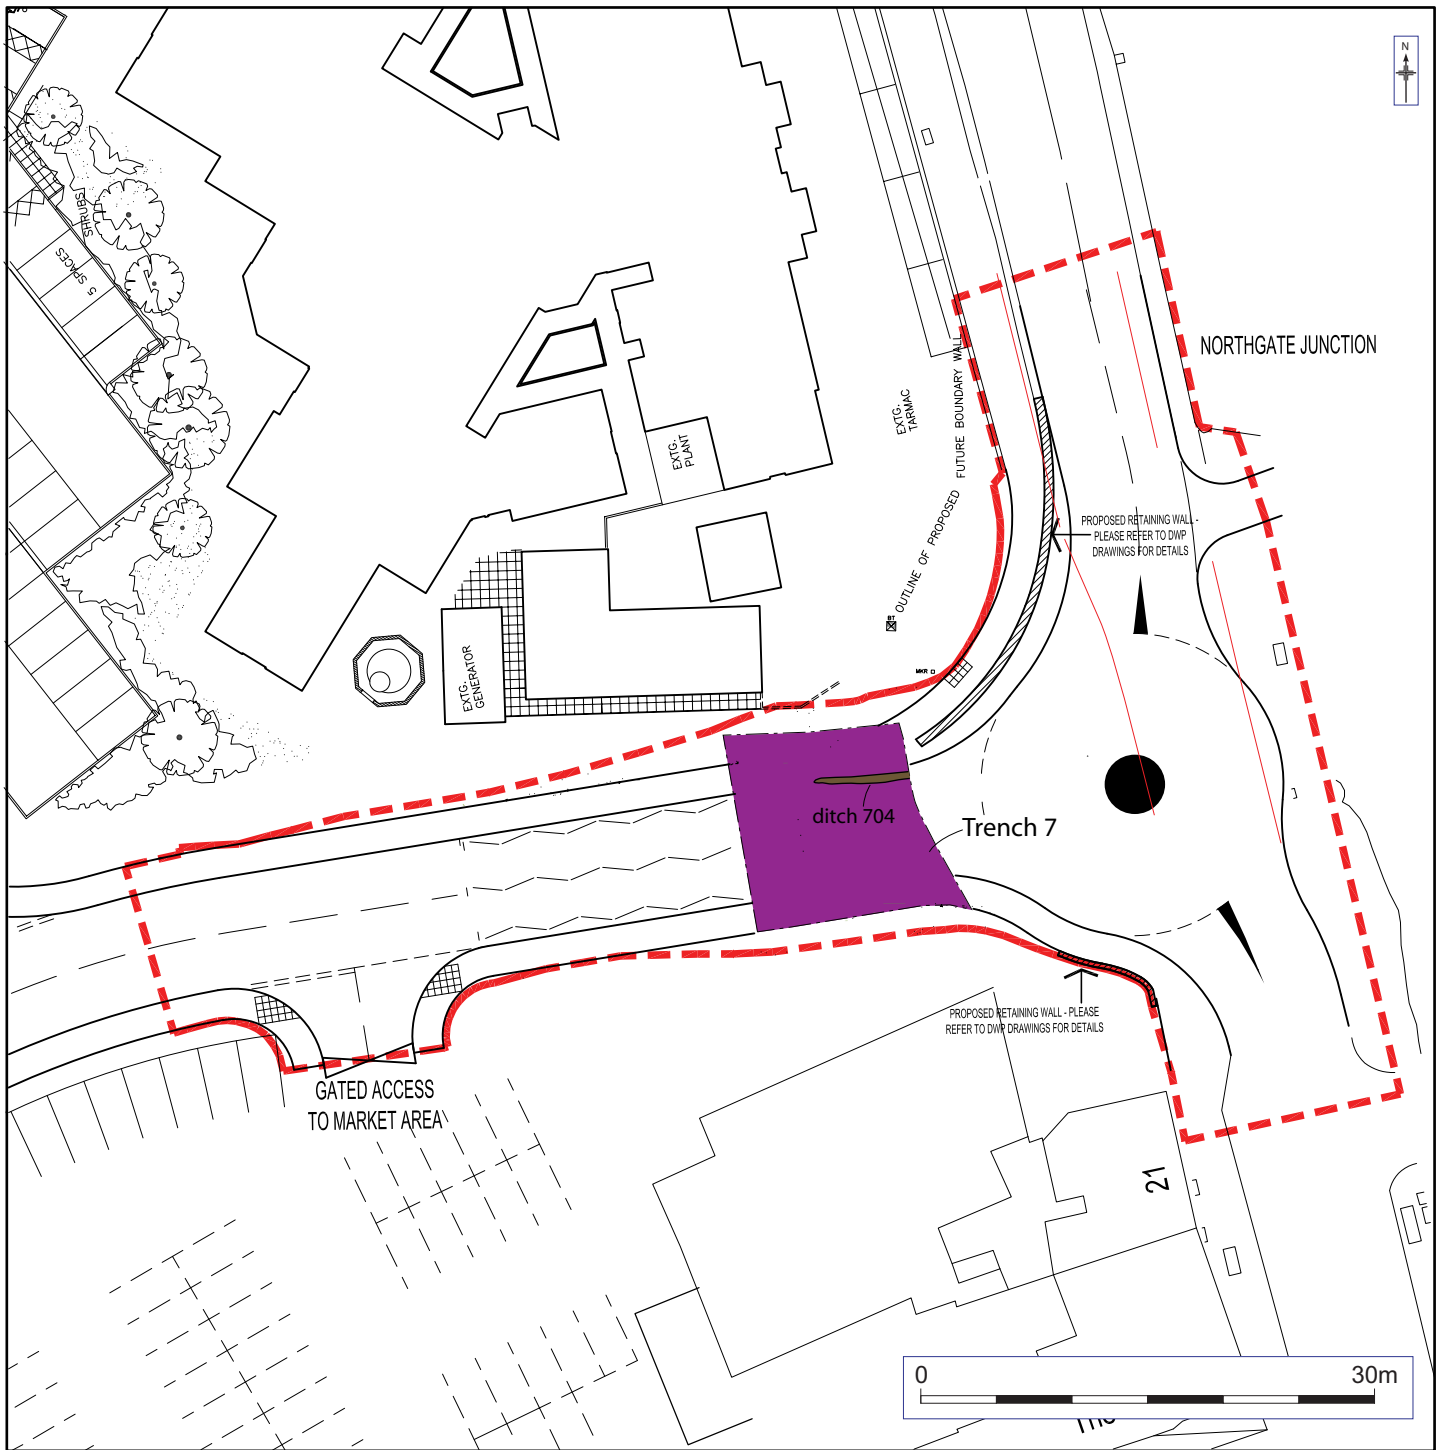 N
SHRUBS
5 SPACES
NORTHGATE JUNCTION
EXTG.
TARMAC
EXTG.
PLANT
OUTLINE OF PROPOSED FUTURE BOUNDARY WALL
PROPOSED RETAINING WALL -
PLEASE REFER TO DWP
DRAWINGS FOR DETAILS
BT
MKR
EXTG.
GENERATOR
ditch 704
Trench 7
PROPOSED RETAINING WALL - PLEASE
REFER TO DWP DRAWINGS FOR DETAILS
GATED ACCESS
TO MARKET AREA
21
0 30m